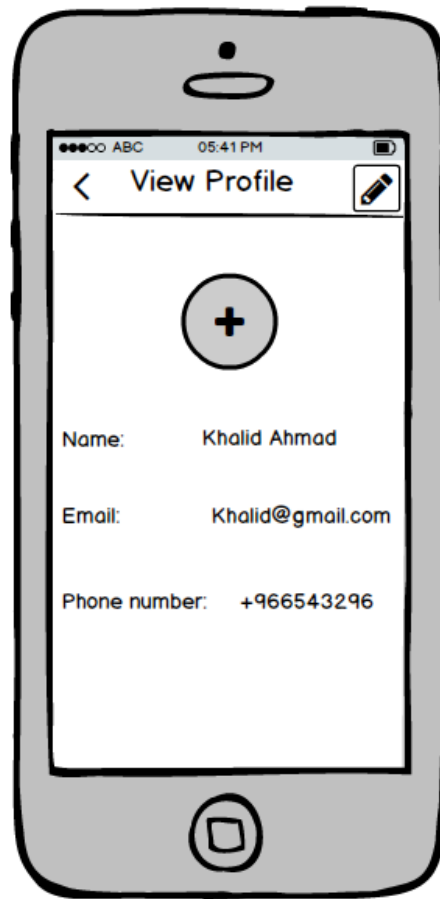 ABC 05:41 PM
View Profile
Name: Khalid Ahmad
Email: Khalid@gmail.com
Phone number: +966543296